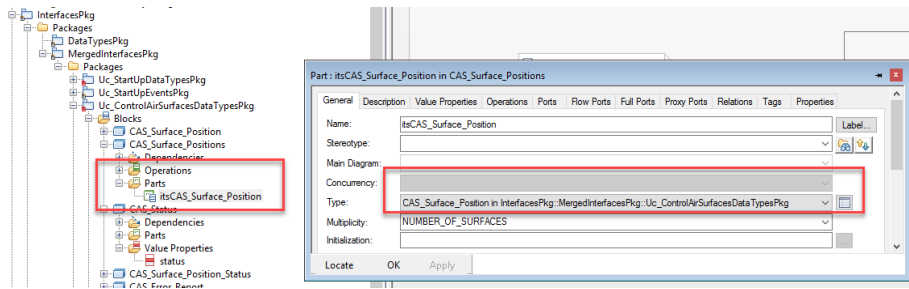 InterfacesPkg
Packages
DataTypesPkg
MergedInterfacesPkg
Packages
Uc_StartUpDataTypesPkg
Uc_StartUpEventsPkg
Uc_ControlAirSurfacesDataTypesPkg
Blocks
CAS_Surface_Position
CAS_Surface_Positions
Dependencies
Operations
Parts
itsCAS_Surface_Position
CAS_Status
Dependencies
Parts
Value Properties
status
CAS_Surface_Position_Status
CAS_Error_Report
Part : itsCAS_Surface_Position in CAS_Surface_Positions
General Description Value Properties Operations Ports Flow Ports Full Ports Proxy Ports Relations Tags Properties
Name: itsCAS_Surface_Position Label...
Stereotype:
Main Diagram:
Concurrency:
Type: CAS_Surface_Position in InterfacesPkg::MergedInterfacesPkg::Uc_ControlAirSurfacesDataTypesPkg
Multiplicity: NUMBER_OF_SURFACES
Initialization: ...
Locate OK Apply